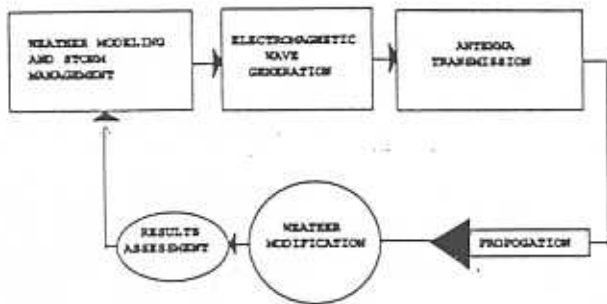 WEATHER MODELING
AND STORM
MANAGEMENT
ELECTROMAGNETIC
WAVE
GENERATION
ANTENNA
TRANSMISSION
PROPOGATION
WEATHER
MODIFICATION
RESULTS
ASSESSMENT